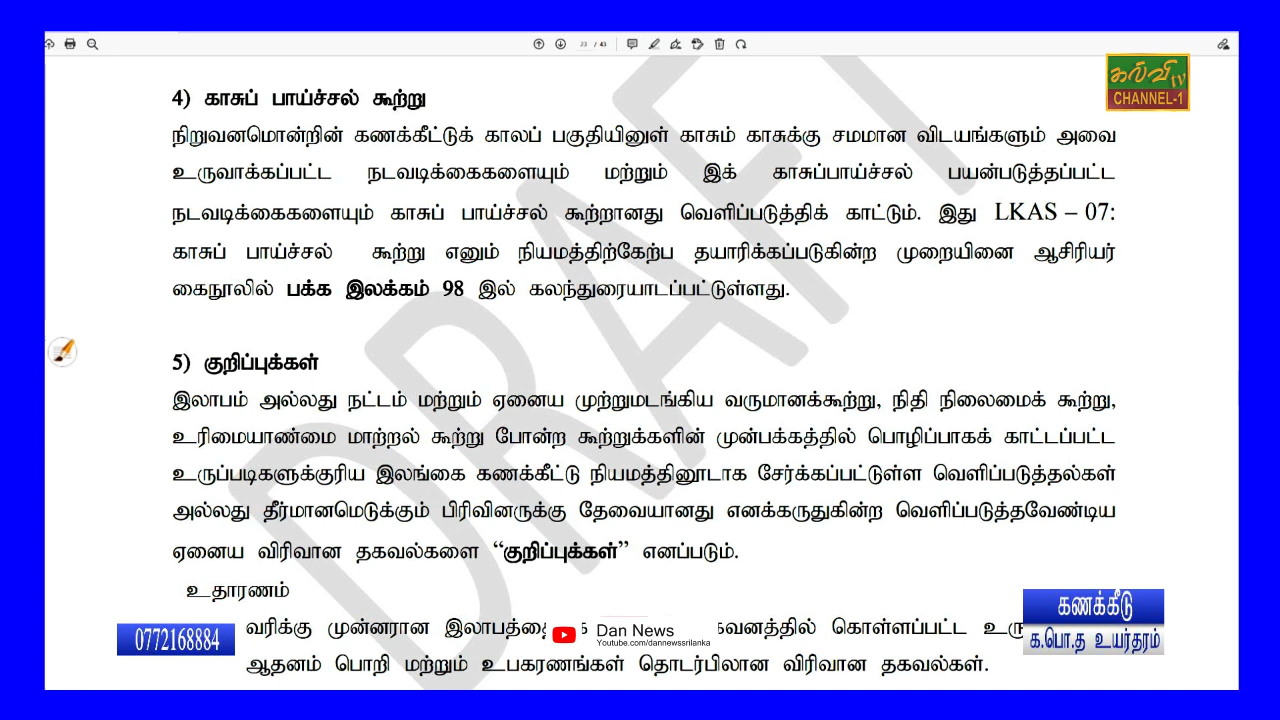 23 / 43
கல்வி TV
CHANNEL-1
4) காசுப் பாய்ச்சல் கூற்று
நிறுவனமொன்றின் கணக்கீட்டுக் காலப் பகுதியினுள் காசும் காசுக்கு சமமான விடயங்களும் அவை
உருவாக்கப்பட்ட நடவடிக்கைகளையும் மற்றும் இக் காசுப்பாய்ச்சல் பயன்படுத்தப்பட்ட
நடவடிக்கைகளையும் காசுப் பாய்ச்சல் கூற்றானது வெளிப்படுத்திக் காட்டும். இது LKAS – 07:
காசுப் பாய்ச்சல் கூற்று எனும் நியமத்திற்கேற்ப தயாரிக்கப்படுகின்ற முறையினை ஆசிரியர்
கைநூலில் பக்க இலக்கம் 98 இல் கலந்துரையாடப்பட்டுள்ளது.
5) குறிப்புக்கள்
இலாபம் அல்லது நட்டம் மற்றும் ஏனைய முற்றுமடங்கிய வருமானக்கூற்று, நிதி நிலைமைக் கூற்று,
உரிமையாண்மை மாற்றல் கூற்று போன்ற கூற்றுக்களின் முன்பக்கத்தில் பொழிப்பாகக் காட்டப்பட்ட
உருப்படிகளுக்குரிய இலங்கை கணக்கீட்டு நியமத்தினூடாக சேர்க்கப்பட்டுள்ள வெளிப்படுத்தல்கள்
அல்லது தீர்மானமெடுக்கும் பிரிவினருக்கு தேவையானது எனக்கருதுகின்ற வெளிப்படுத்தவேண்டிய
ஏனைய விரிவான தகவல்களை “குறிப்புக்கள்” எனப்படும்.
உதாரணம்
வரிக்கு முன்னரான கொள்ளப்பட்ட
ஆதனம் பொறி மற்றும் உபகரணங்கள் தொடர்பிலான விரிவான தகவல்கள்.
DRAFT
0772168884
Dan News
Youtube.com/dannewssrilanka
கணக்கீடு
க.பொ.த உயர்தரம்